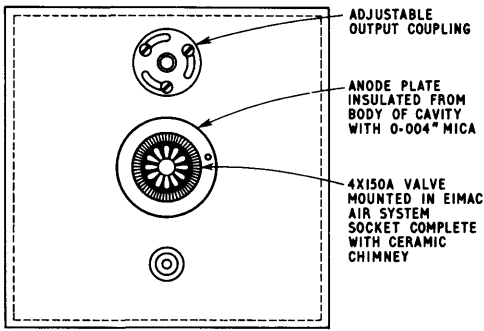 ADJUSTABLE
OUTPUT COUPLING
ANODE PLATE
INSULATED FROM
BODY OF CAVITY
WITH 0·004" MICA
4X150A VALVE
MOUNTED IN EIMAC
AIR SYSTEM
SOCKET COMPLETE
WITH CERAMIC
CHIMNEY